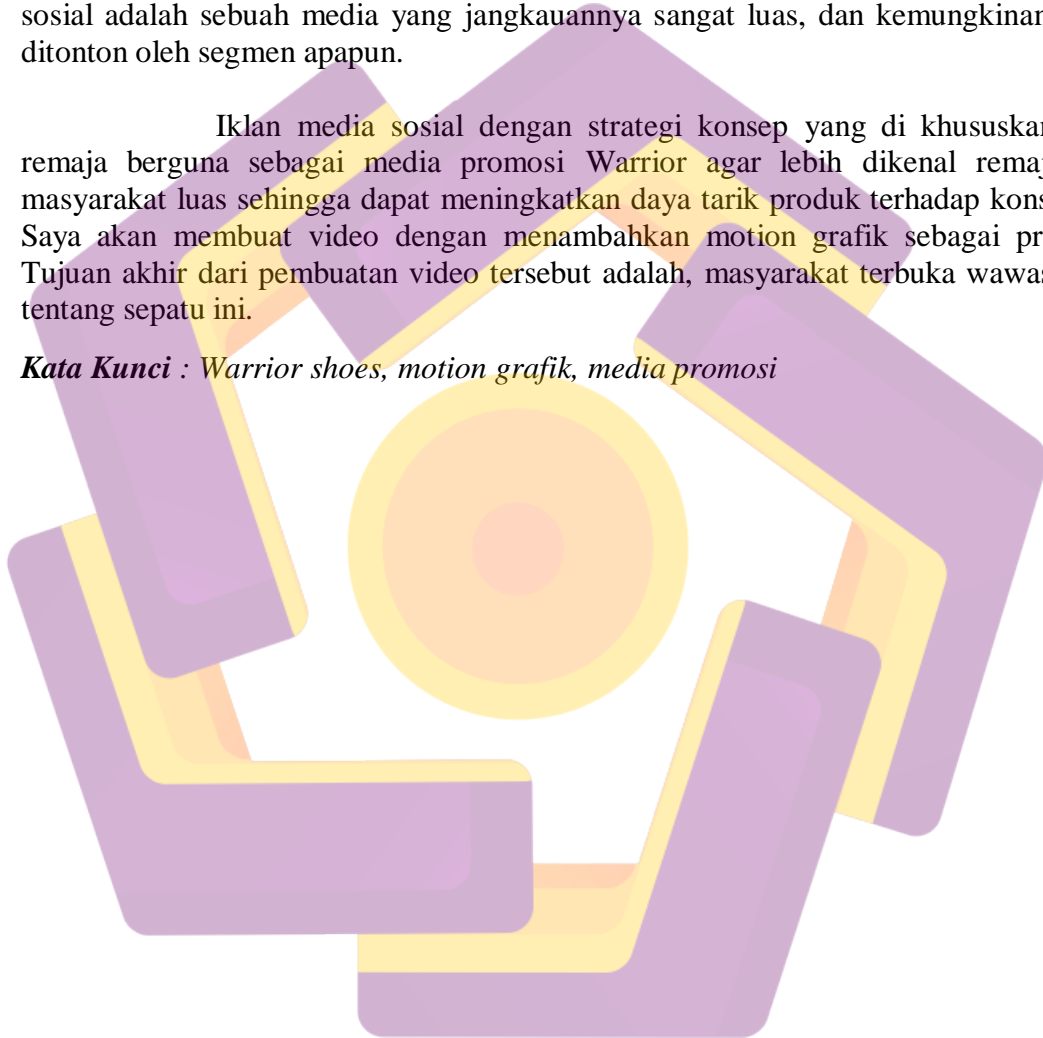 sosial adalah sebuah media yang jangkauannya sangat luas, dan kemungkinan
ditonton oleh segmen apapun.
Iklan media sosial dengan strategi konsep yang di khususkan
remaja berguna sebagai media promosi Warrior agar lebih dikenal remaj
masyarakat luas sehingga dapat meningkatkan daya tarik produk terhadap kons
Saya akan membuat video dengan menambahkan motion grafik sebagai pr
Tujuan akhir dari pembuatan video tersebut adalah, masyarakat terbuka wawas
tentang sepatu ini.
Kata Kunci : Warrior shoes, motion grafik, media promosi